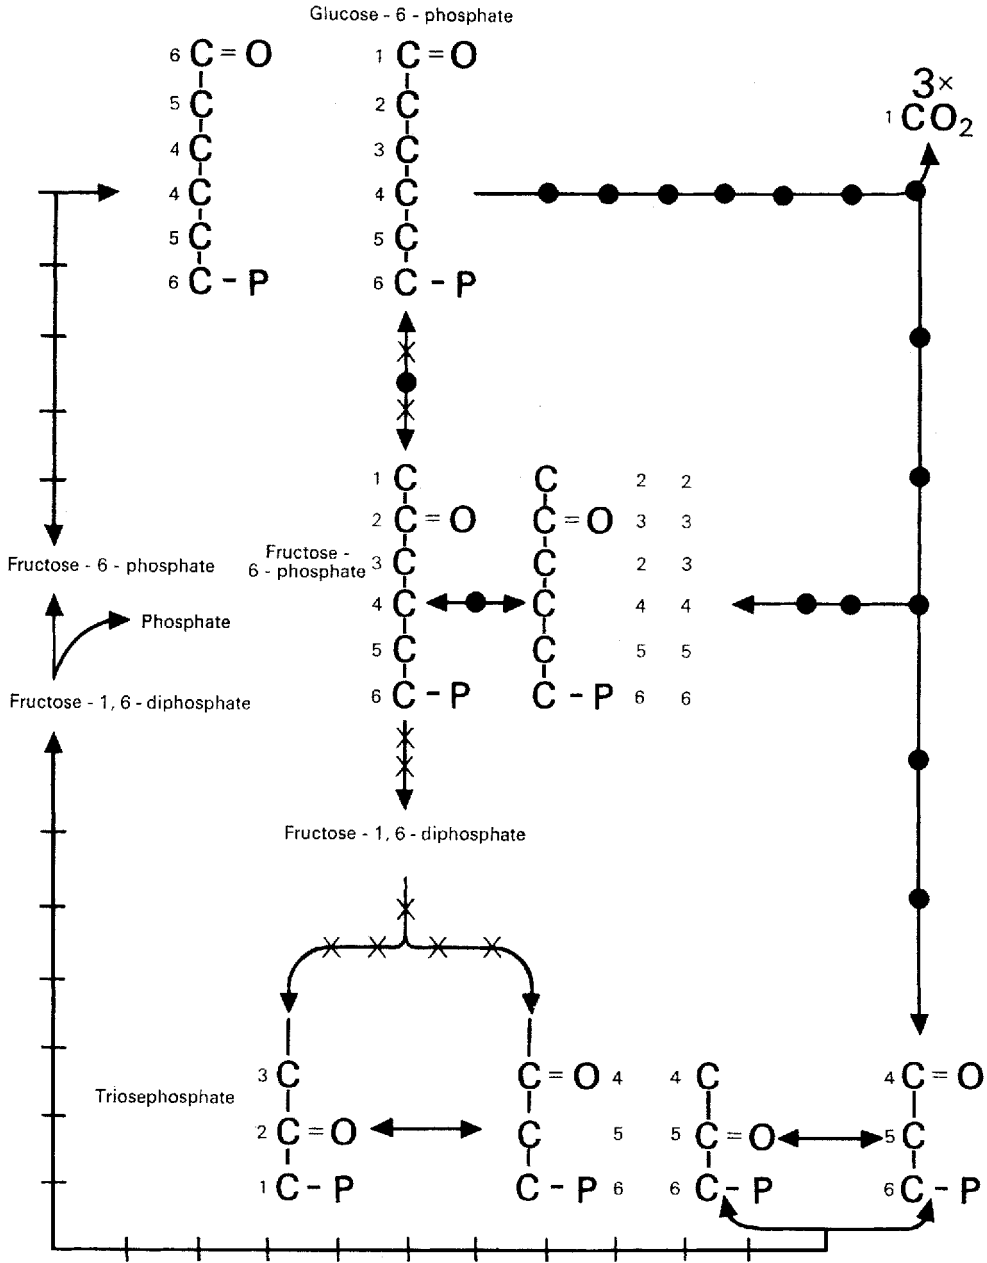 Glucose - 6 - phosphate
6 C = O
5 C
4 C
4 C
5 C
6 C - P
1 C = O
2 C
3 C
4 C
5 C
6 C - P
3×
1 CO2
1 C C 2 2
2 C = O C = O 3 3
3 C C 2 3
4 C C 4 4
5 C C 5 5
6 C - P C - P 6 6
Fructose - 6 - phosphate
Fructose -
6 - phosphate
Phosphate
Fructose - 1, 6 - diphosphate
Fructose - 1, 6 - diphosphate
Triosephosphate
3 C C = O 4 4 C 4 C = O
2 C = O C 5 5 C = O 5 C
1 C - P C - P 6 6 C - P 6 C - P